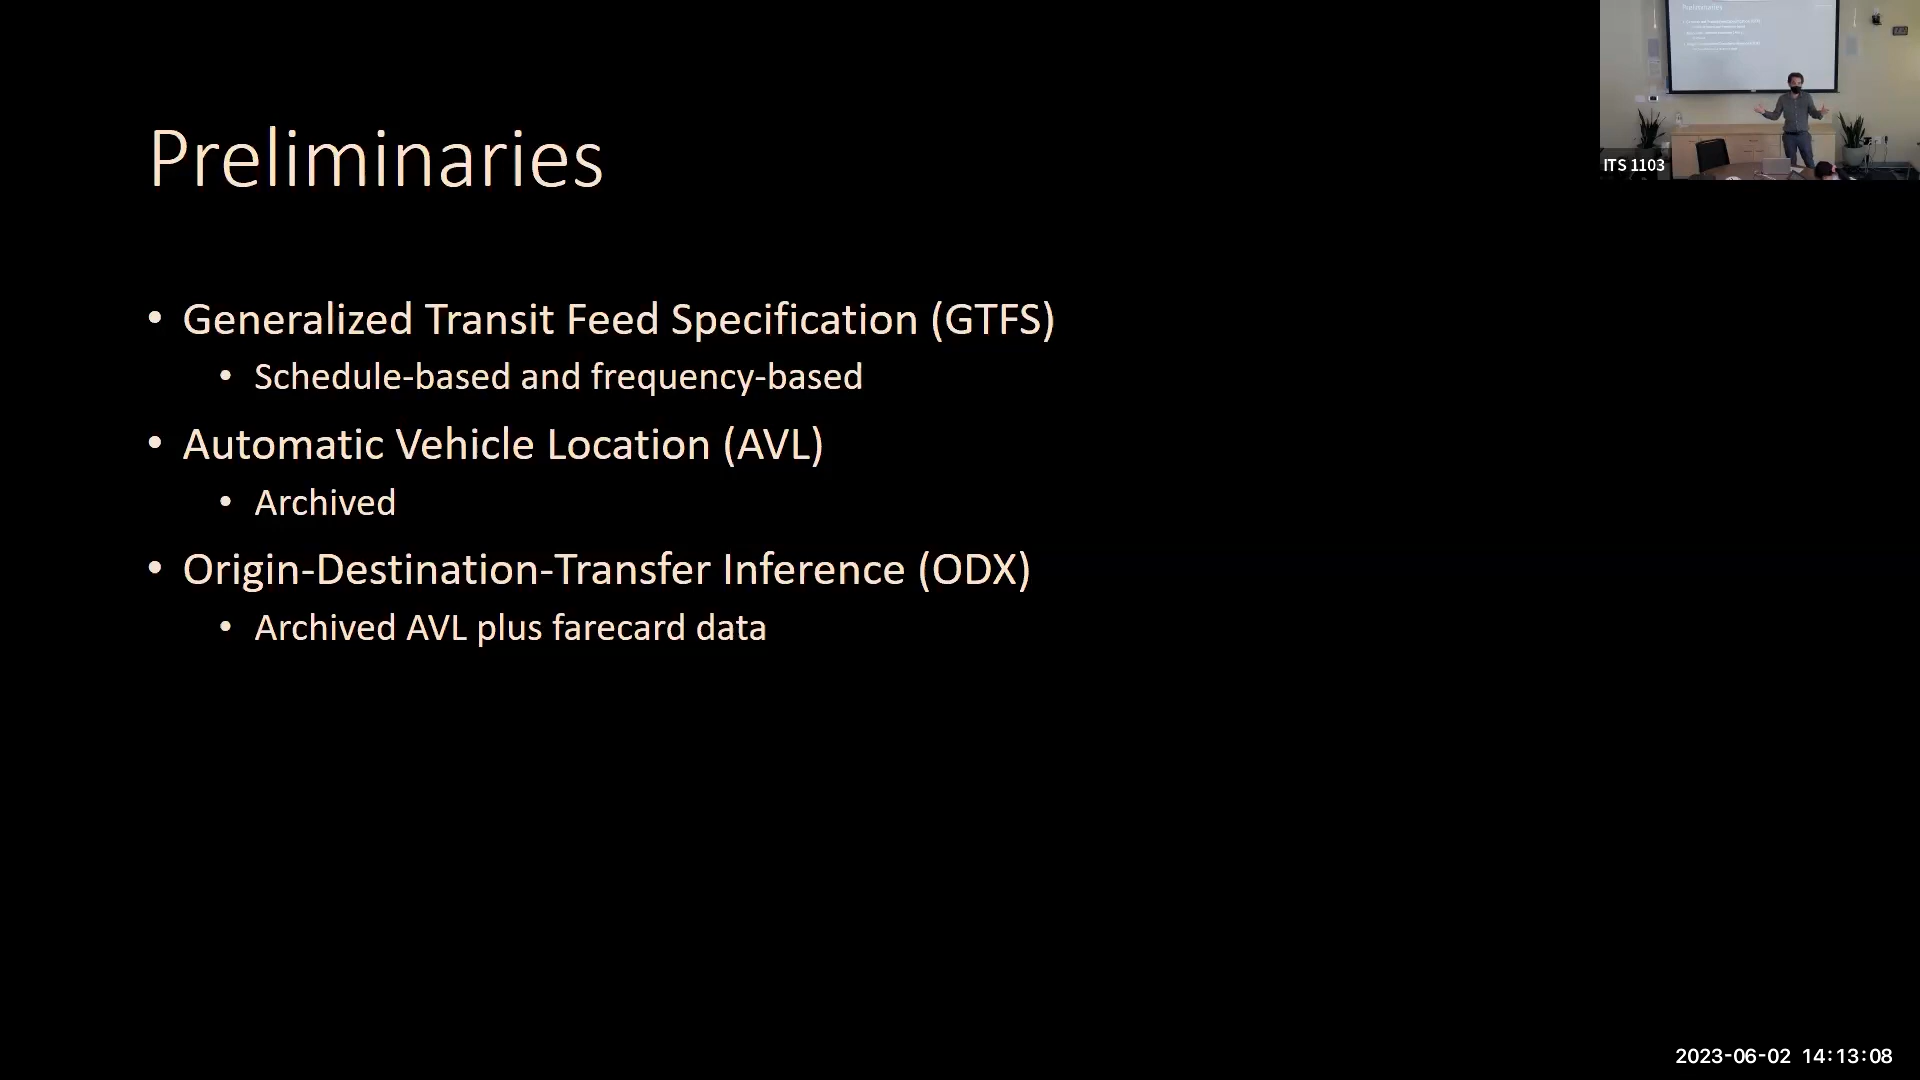 Preliminaries
• Generalized Transit Feed Specification (GTFS)
• Schedule-based and frequency-based
• Automatic Vehicle Location (AVL)
• Archived
• Origin-Destination-Transfer Inference (ODX)
• Archived AVL plus farecard data
Preliminaries
ITS 1103
2023-06-02 14:13:08